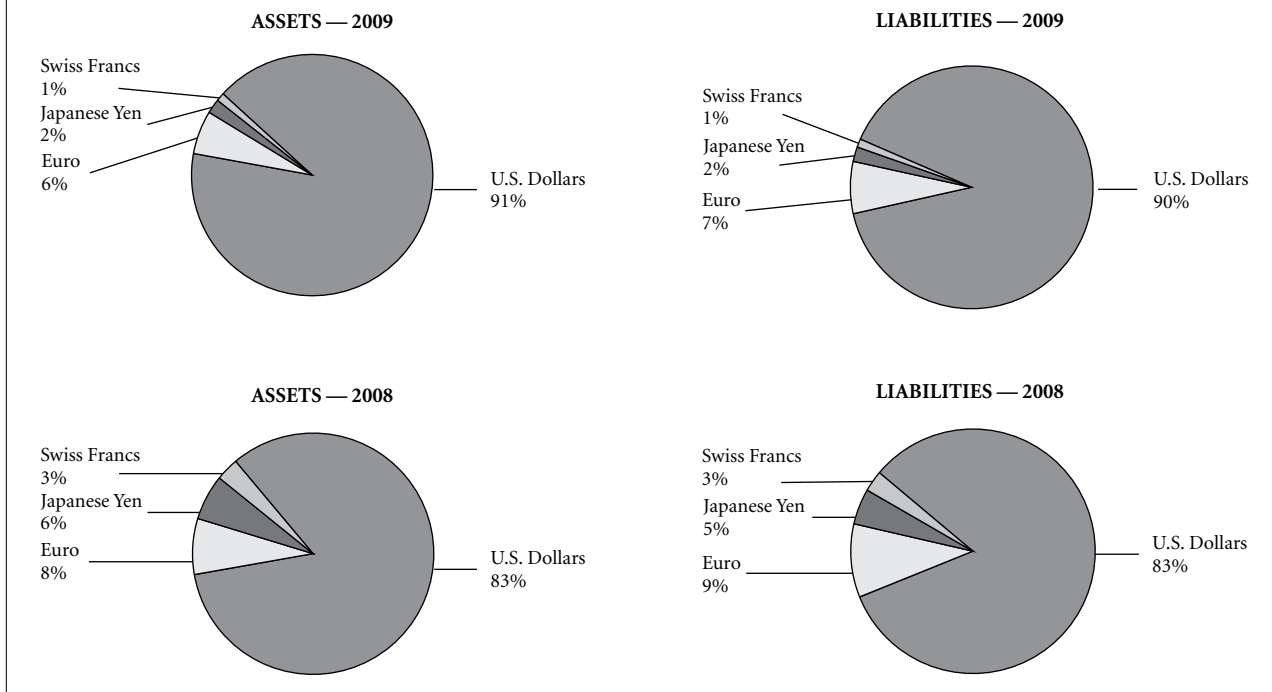 ASSETS — 2009
Swiss Francs
1%
Japanese Yen
2%
Euro
6%
U.S. Dollars
91%
LIABILITIES — 2009
Swiss Francs
1%
Japanese Yen
2%
Euro
7%
U.S. Dollars
90%
ASSETS — 2008
Swiss Francs
3%
Japanese Yen
6%
Euro
8%
U.S. Dollars
83%
LIABILITIES — 2008
Swiss Francs
3%
Japanese Yen
5%
Euro
9%
U.S. Dollars
83%